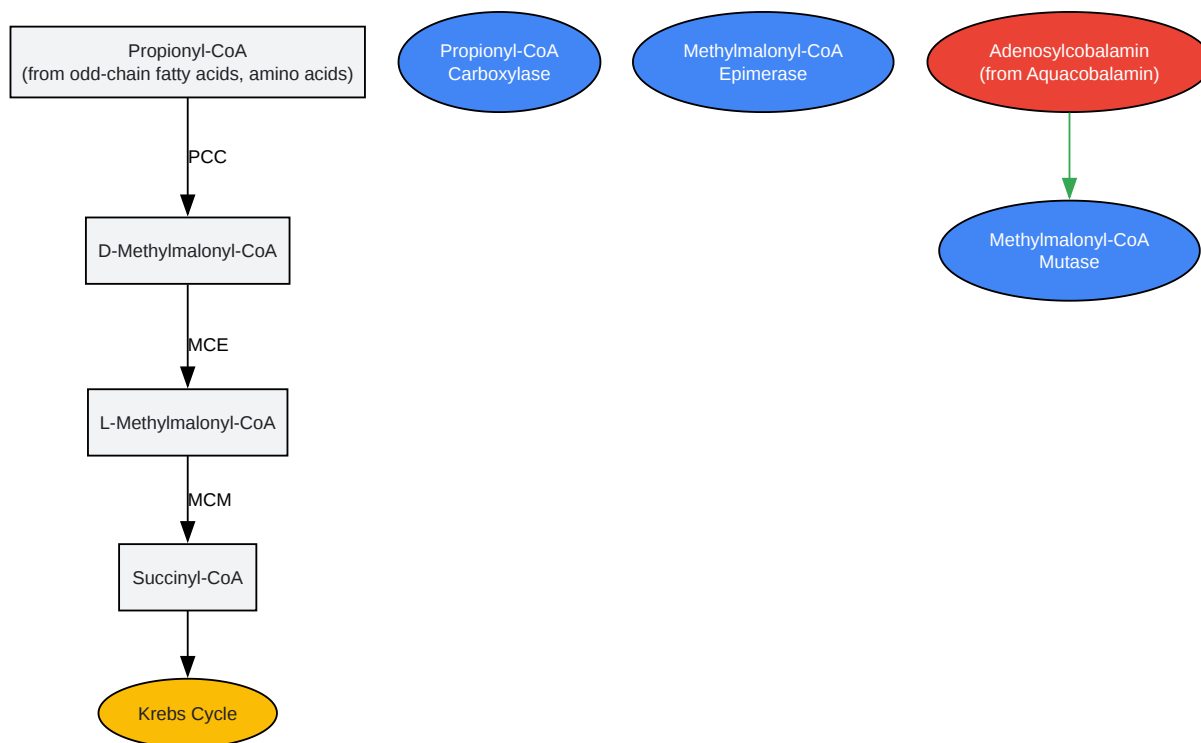 Propionyl-CoA
(from odd-chain fatty acids, amino acids)
Propionyl-CoA
Carboxylase
Methylmalonyl-CoA
Epimerase
Adenosylcobalamin
(from Aquacobalamin)
PCC
D-Methylmalonyl-CoA
Methylmalonyl-CoA
Mutase
MCE
L-Methylmalonyl-CoA
MCM
Succinyl-CoA
Krebs Cycle